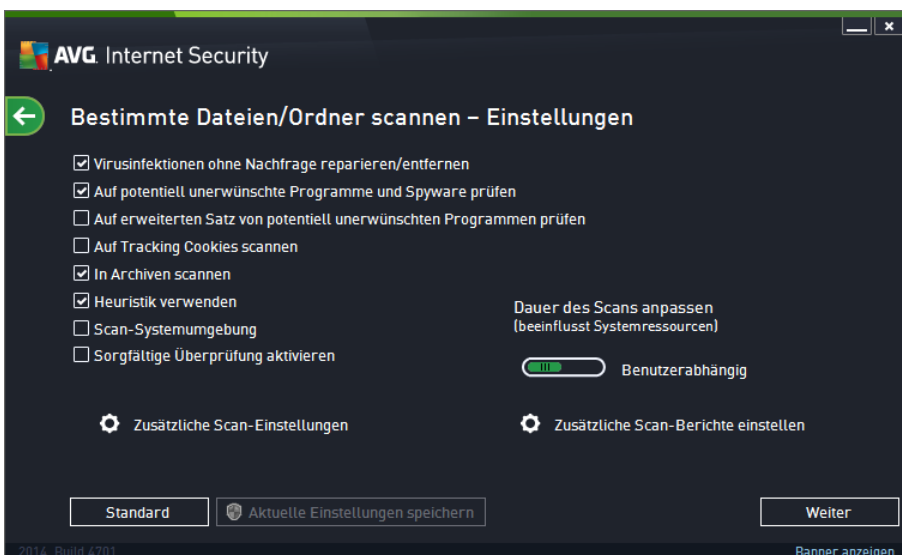 AVG. Internet Security
Bestimmte Dateien/Ordner scannen – Einstellungen
Virusinfektionen ohne Nachfrage reparieren/entfernen
Auf potentiell unerwünschte Programme und Spyware prüfen
Auf erweiterten Satz von potentiell unerwünschten Programmen prüfen
Auf Tracking Cookies scannen
In Archiven scannen
Heuristik verwenden
Scan-Systemumgebung
Sorgfältige Überprüfung aktivieren
Dauer des Scans anpassen
(beeinflusst Systemressourcen)
Benutzerabhängig
Zusätzliche Scan-Einstellungen
Zusätzliche Scan-Berichte einstellen
Standard
Aktuelle Einstellungen speichern
Weiter
2014 Build 4701
Banner anzeigen